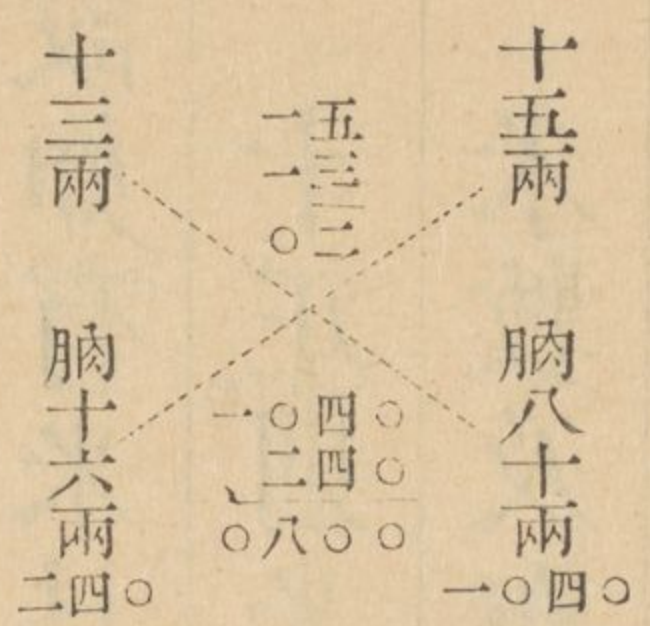 十五兩
朒八十兩
一〇四〇
一五
一三
〇二
一〇四〇
二四〇
〇八〇〇
十三兩
朒十六兩
二四〇